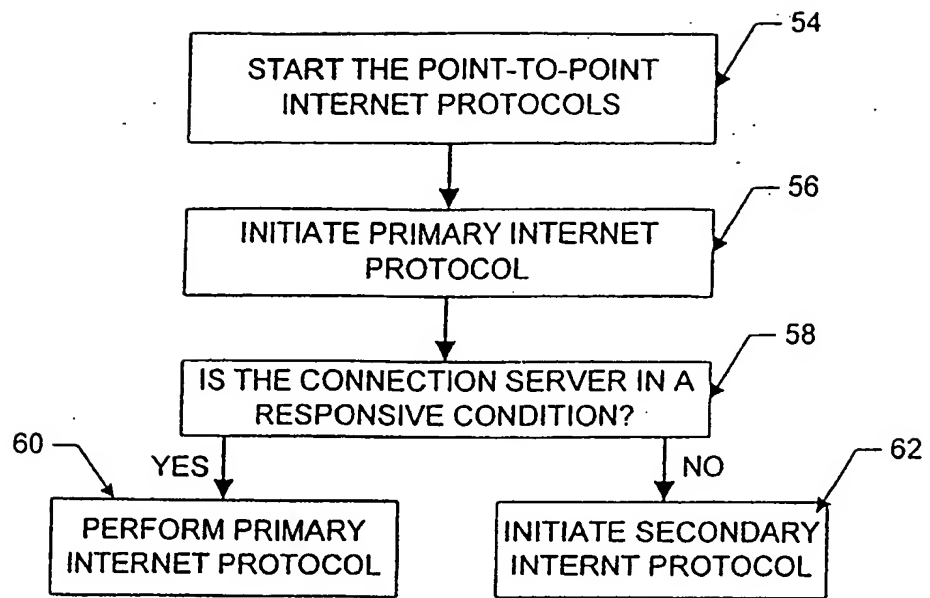 54
START THE POINT-TO-POINT
INTERNET PROTOCOLS
56
INITIATE PRIMARY INTERNET
PROTOCOL
58
IS THE CONNECTION SERVER IN A
RESPONSIVE CONDITION?
60
YES
NO
62
PERFORM PRIMARY
INTERNET PROTOCOL
INITIATE SECONDARY
INTERNT PROTOCOL